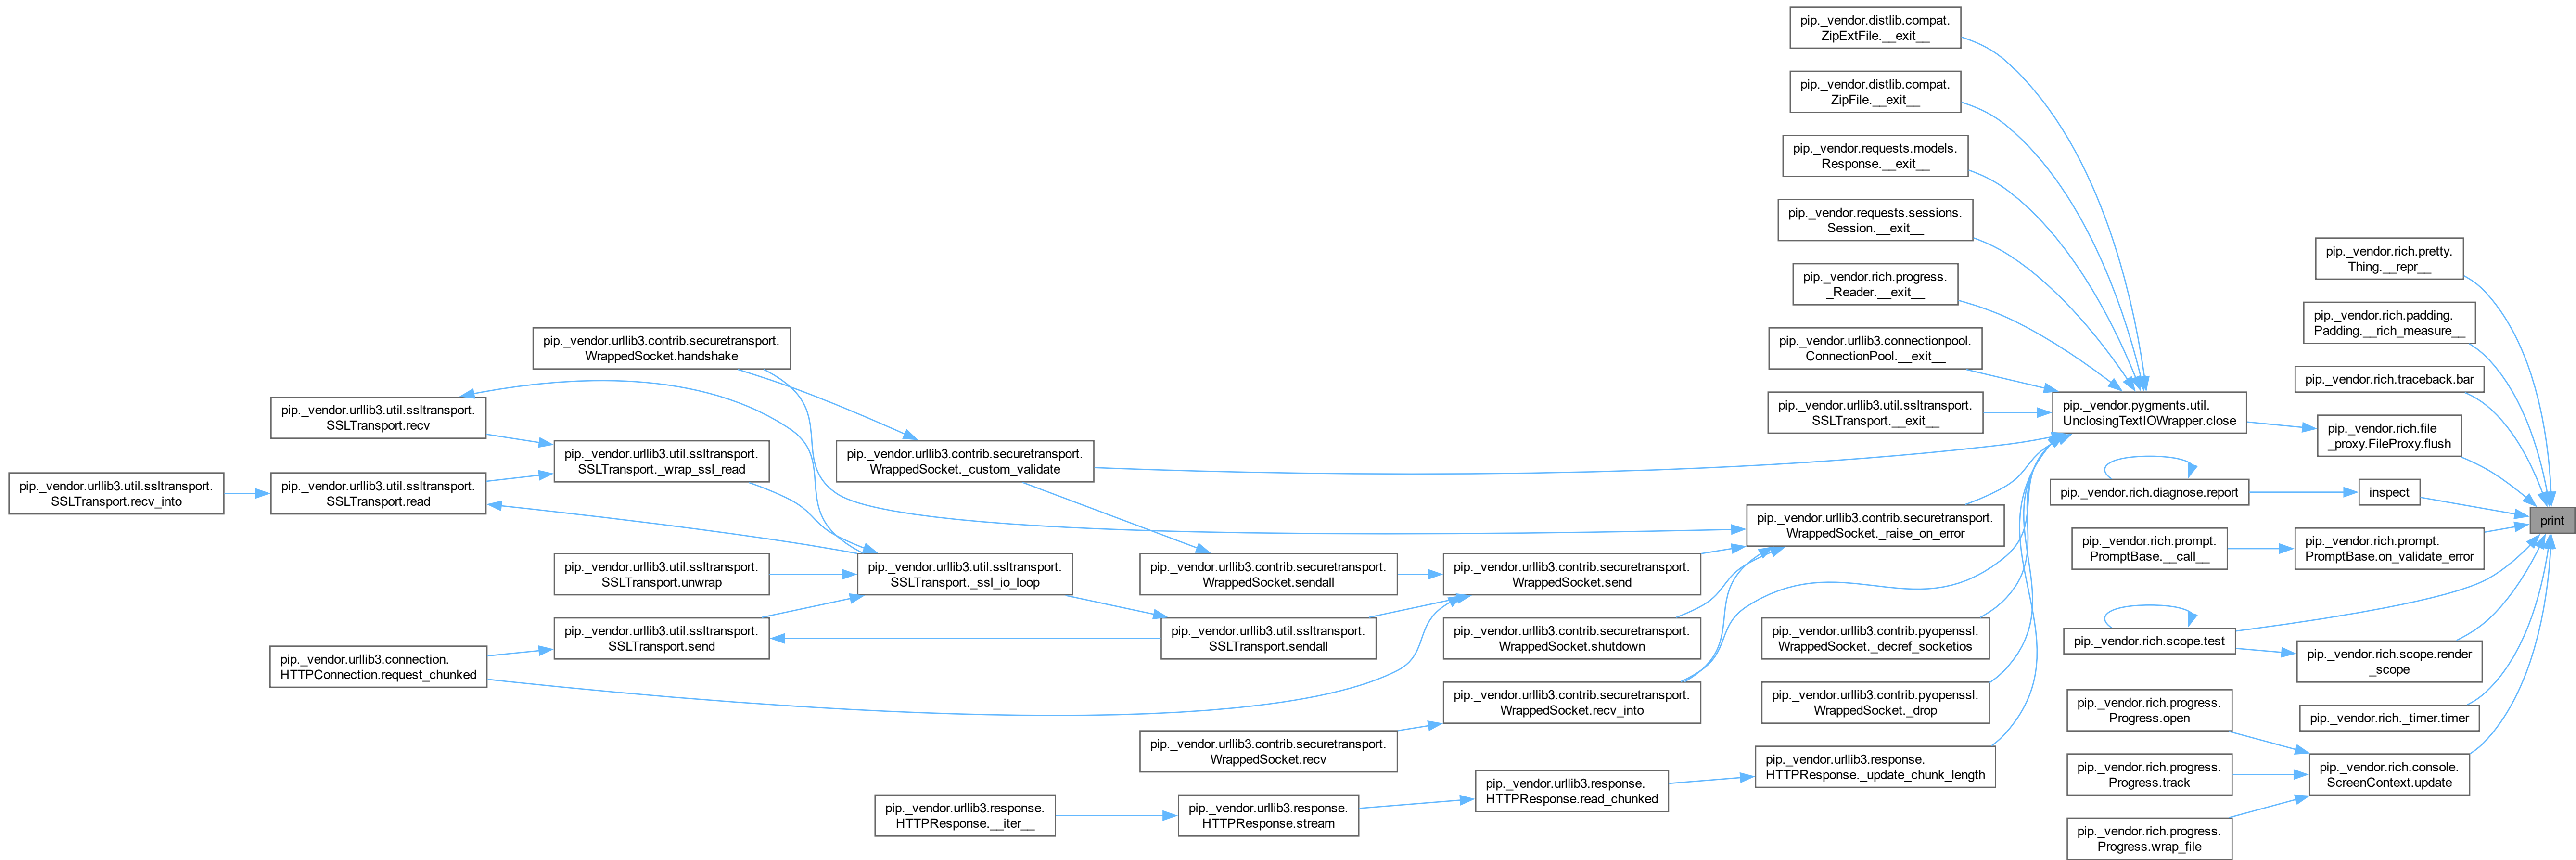 pip._vendor.distlib.compat.
ZipExtFile.__exit__
pip._vendor.distlib.compat.
ZipFile.__exit__
pip._vendor.requests.models.
Response.__exit__
pip._vendor.requests.sessions.
Session.__exit__
pip._vendor.rich.progress.
_Reader.__exit__
pip._vendor.urllib3.connectionpool.
ConnectionPool.__exit__
pip._vendor.urllib3.util.ssltransport.
SSLTransport.__exit__
pip._vendor.pygments.util.
UnclosingTextIOWrapper.close
pip._vendor.rich.pretty.
Thing.__repr__
pip._vendor.rich.padding.
Padding.__rich_measure__
pip._vendor.rich.traceback.bar
pip._vendor.rich.file
_proxy.FileProxy.flush
pip._vendor.rich.diagnose.report
inspect
print
pip._vendor.rich.prompt.
PromptBase.__call__
pip._vendor.rich.prompt.
PromptBase.on_validate_error
pip._vendor.rich.scope.test
pip._vendor.rich.scope.render
_scope
pip._vendor.rich._timer.timer
pip._vendor.rich.progress.
Progress.open
pip._vendor.rich.progress.
Progress.track
pip._vendor.rich.console.
ScreenContext.update
pip._vendor.rich.progress.
Progress.wrap_file
pip._vendor.urllib3.contrib.securetransport.
WrappedSocket.handshake
pip._vendor.urllib3.util.ssltransport.
SSLTransport.recv
pip._vendor.urllib3.util.ssltransport.
SSLTransport._wrap_ssl_read
pip._vendor.urllib3.contrib.securetransport.
WrappedSocket._custom_validate
pip._vendor.urllib3.util.ssltransport.
SSLTransport.recv_into
pip._vendor.urllib3.util.ssltransport.
SSLTransport.read
pip._vendor.urllib3.contrib.securetransport.
WrappedSocket._raise_on_error
pip._vendor.urllib3.util.ssltransport.
SSLTransport.unwrap
pip._vendor.urllib3.util.ssltransport.
SSLTransport._ssl_io_loop
pip._vendor.urllib3.contrib.securetransport.
WrappedSocket.sendall
pip._vendor.urllib3.contrib.securetransport.
WrappedSocket.send
pip._vendor.urllib3.util.ssltransport.
SSLTransport.send
pip._vendor.urllib3.util.ssltransport.
SSLTransport.sendall
pip._vendor.urllib3.contrib.securetransport.
WrappedSocket.shutdown
pip._vendor.urllib3.contrib.pyopenssl.
WrappedSocket._decref_socketios
pip._vendor.urllib3.connection.
HTTPConnection.request_chunked
pip._vendor.urllib3.contrib.securetransport.
WrappedSocket.recv_into
pip._vendor.urllib3.contrib.pyopenssl.
WrappedSocket._drop
pip._vendor.urllib3.contrib.securetransport.
WrappedSocket.recv
pip._vendor.urllib3.response.
HTTPResponse._update_chunk_length
pip._vendor.urllib3.response.
HTTPResponse.read_chunked
pip._vendor.urllib3.response.
HTTPResponse.stream
pip._vendor.urllib3.response.
HTTPResponse.__iter__